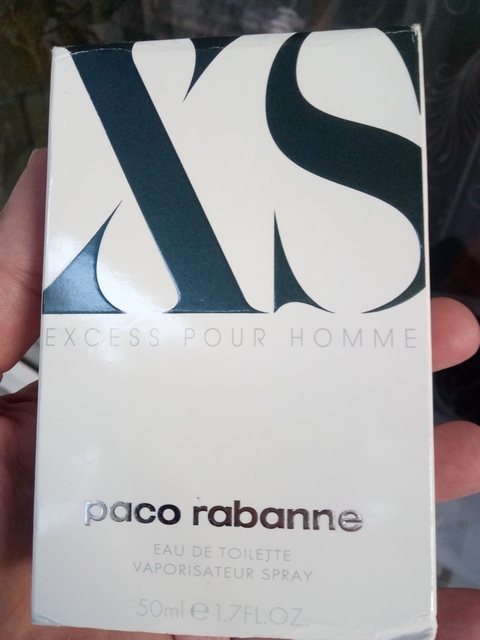 XS
EXCESS POUR HOMME
paco rabanne
EAU DE TOILETTE
VAPORISATEUR SPRAY
50ml e 1.7FL.OZ.